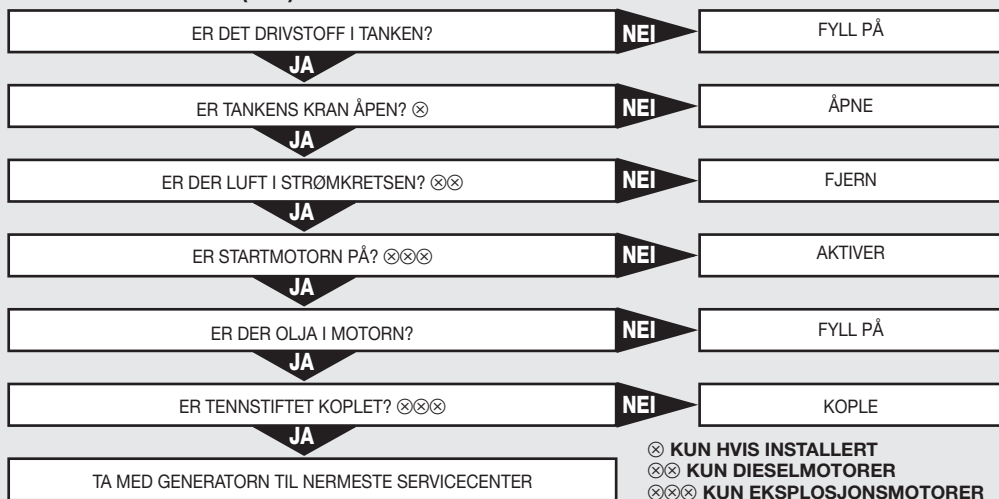 ER DET DRIVSTOFF I TANKEN? NEI FYLL PÅ
JA
ER TANKENS KRAN ÅPEN? ⊗ NEI ÅPNE
JA
ER DER LUFT I STRØMKRETSEN? ⊗⊗ NEI FJERN
JA
ER STARTMOTORN PÅ? ⊗⊗⊗ NEI AKTIVER
JA
ER DER OLJA I MOTORN? NEI FYLL PÅ
JA
ER TENNSTIFTET KOPLET? ⊗⊗⊗ NEI KOPLE
JA
TA MED GENERATORN TIL NERMESTE SERVICECENTER
⊗ KUN HVIS INSTALLERT
⊗⊗ KUN DIESELMOTORER
⊗⊗⊗ KUN EKSPLOSJONSMOTORER